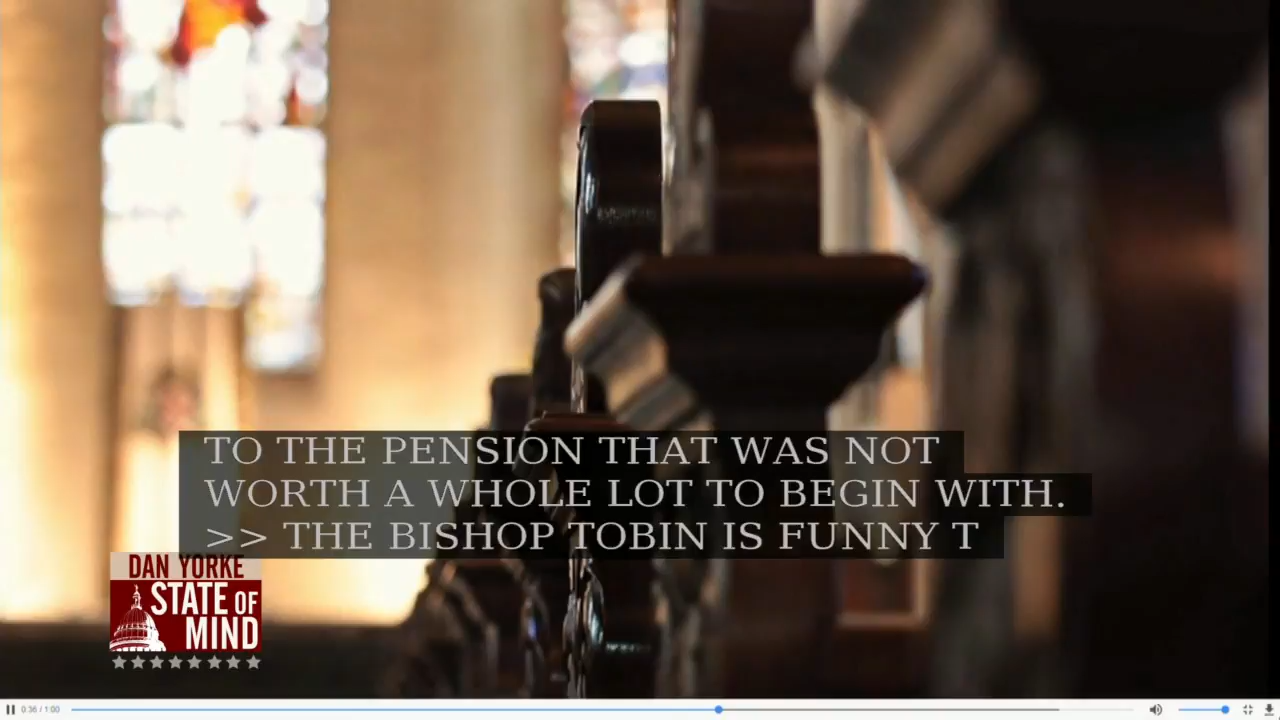 TO THE PENSION THAT WAS NOT
WORTH A WHOLE LOT TO BEGIN WITH.
>> THE BISHOP TOBIN IS FUNNY T
DAN YORKE
STATE OF
MIND
0:36 / 1:00